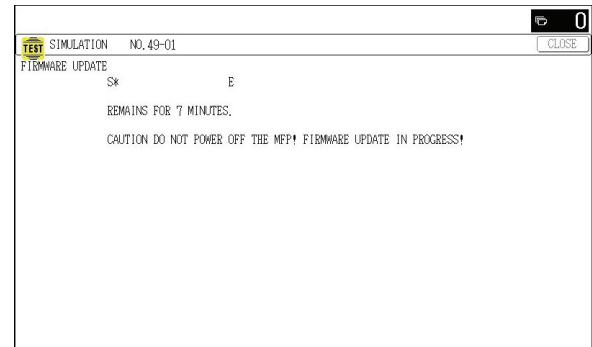 0
TEST SIMULATION NO.49-01 CLOSE
FIRMWARE UPDATE
S* E
REMAINS FOR 7 MINUTES.
CAUTION DO NOT POWER OFF THE MFP! FIRMWARE UPDATE IN PROGRESS!